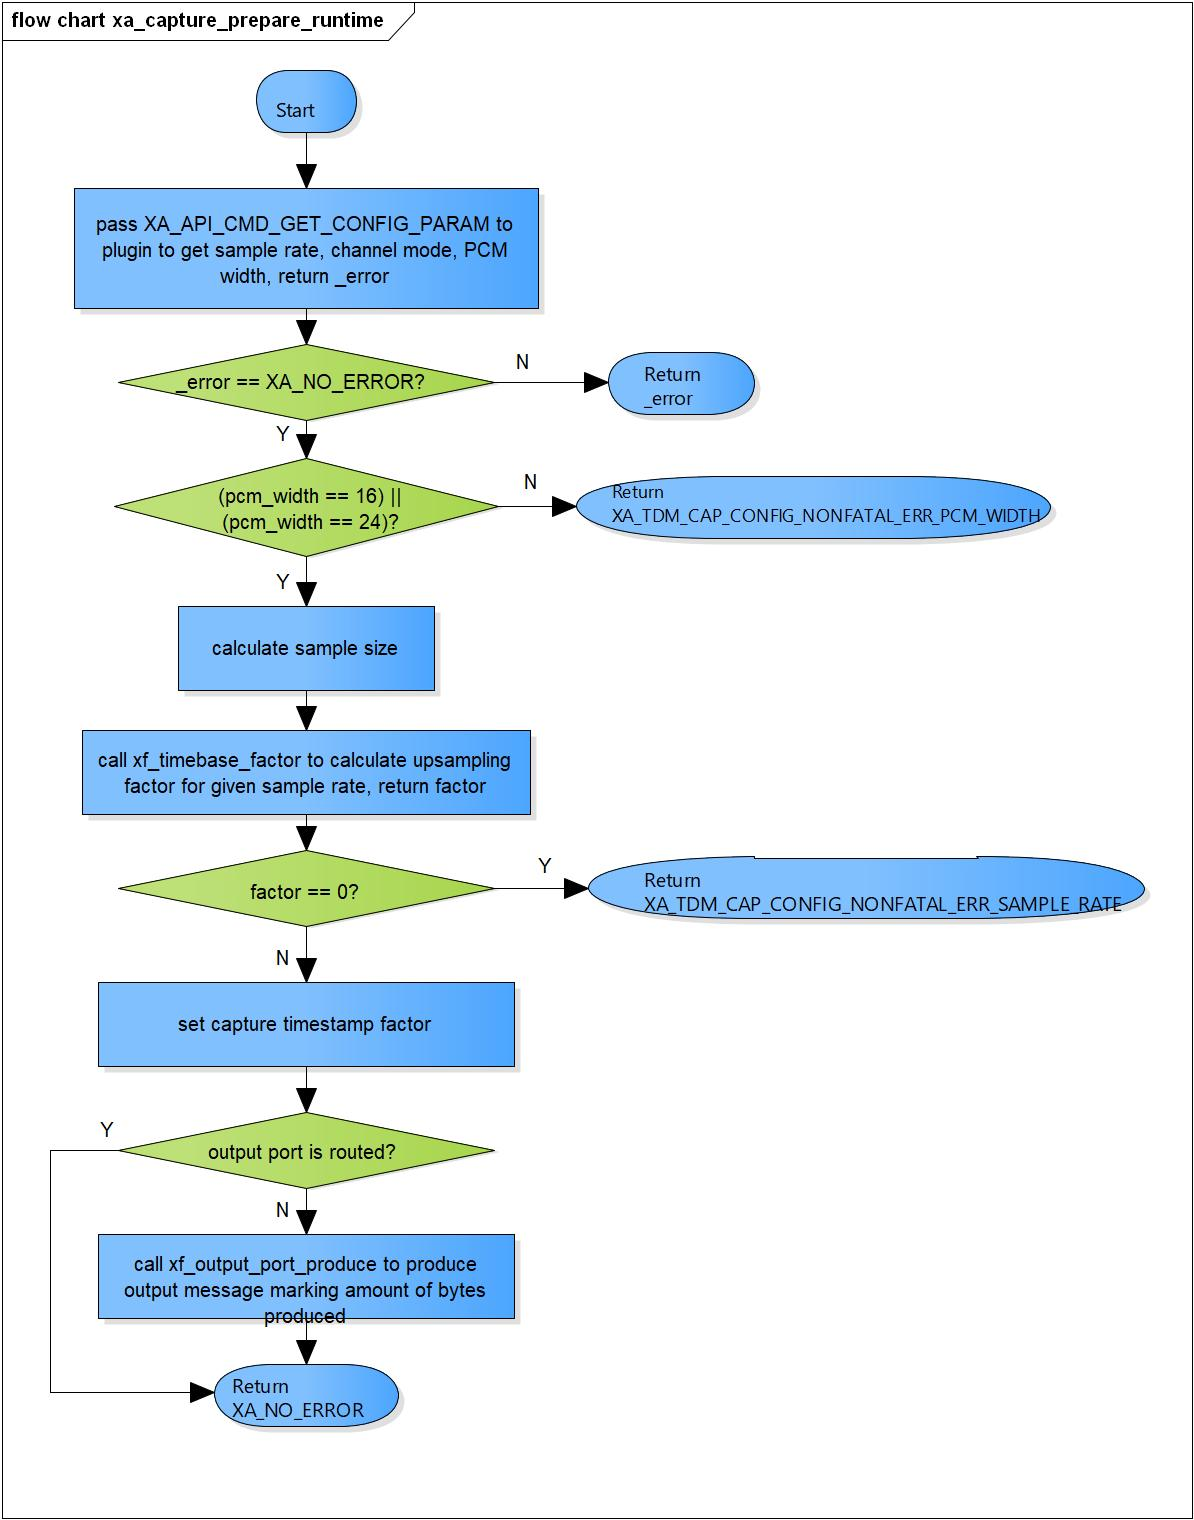 flow chart xa_capture_prepare_runtime
Start
pass XA_API_CMD_GET_CONFIG_PARAM to
plugin to get sample rate, channel mode, PCM
width, return _error
_error == XA_NO_ERROR?
N
Return
_error
Y
(pcm_width == 16) ||
(pcm_width == 24)?
N
Return
XA_TDM_CAP_CONFIG_NONFATAL_ERR_PCM_WIDTH
Y
calculate sample size
call xf_timebase_factor to calculate upsampling
factor for given sample rate, return factor
factor == 0?
Y
Return
XA_TDM_CAP_CONFIG_NONFATAL_ERR_SAMPLE_RATE
N
set capture timestamp factor
Y
output port is routed?
N
call xf_output_port_produce to produce
output message marking amount of bytes
produced
Return
XA_NO_ERROR